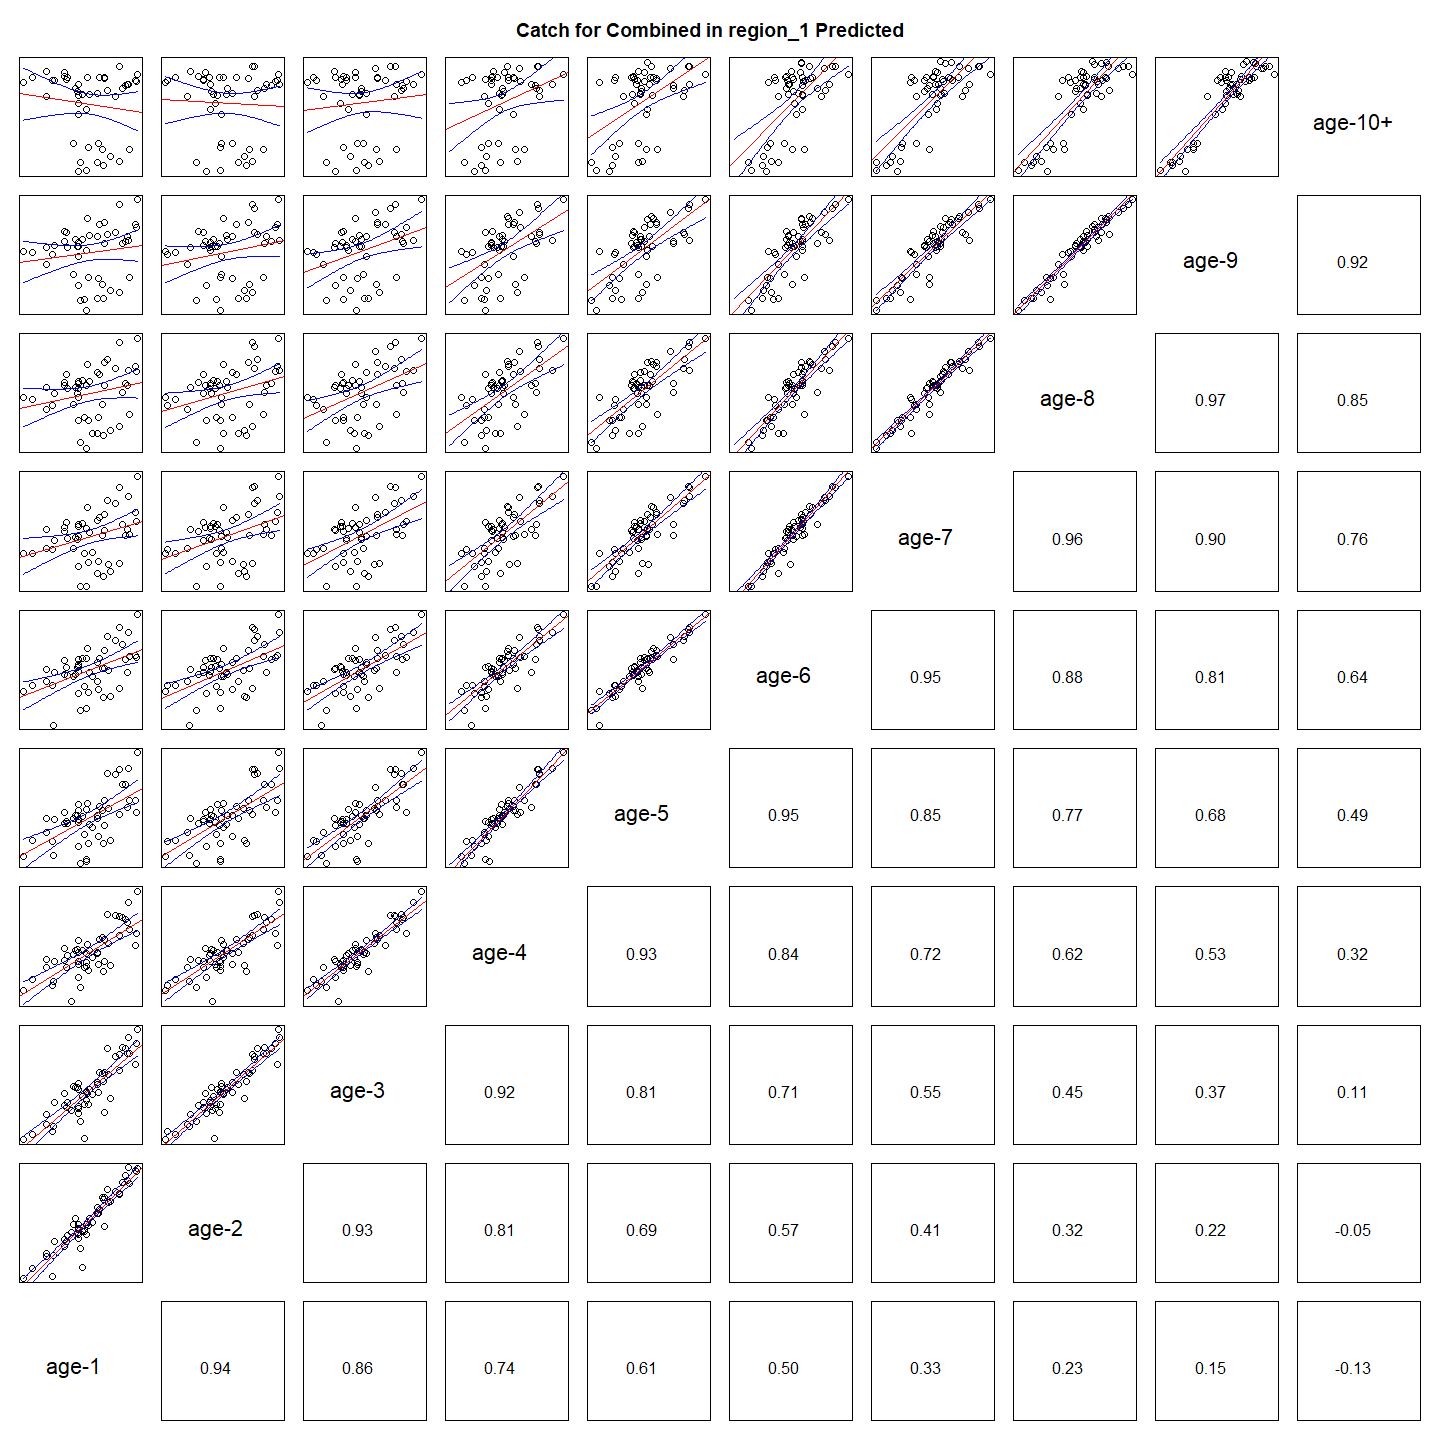 Catch for Combined in region_1 Predicted
age-10+
age-9 0.92
age-8 0.97 0.85
age-7 0.96 0.90 0.76
age-6 0.95 0.88 0.81 0.64
age-5 0.95 0.85 0.77 0.68 0.49
age-4 0.93 0.84 0.72 0.62 0.53 0.32
age-3 0.92 0.81 0.71 0.55 0.45 0.37 0.11
age-2 0.93 0.81 0.69 0.57 0.41 0.32 0.22 -0.05
age-1 0.94 0.86 0.74 0.61 0.50 0.33 0.23 0.15 -0.13